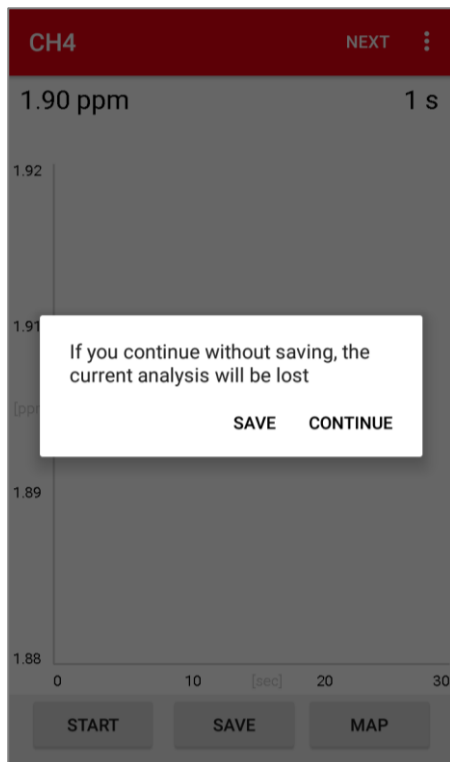 CH4 NEXT
1.90 ppm 1 s
1.92
1.91
If you continue without saving, the
current analysis will be lost
[ppm
SAVE CONTINUE
1.89
1.88
0 10 [sec] 20 30
START SAVE MAP